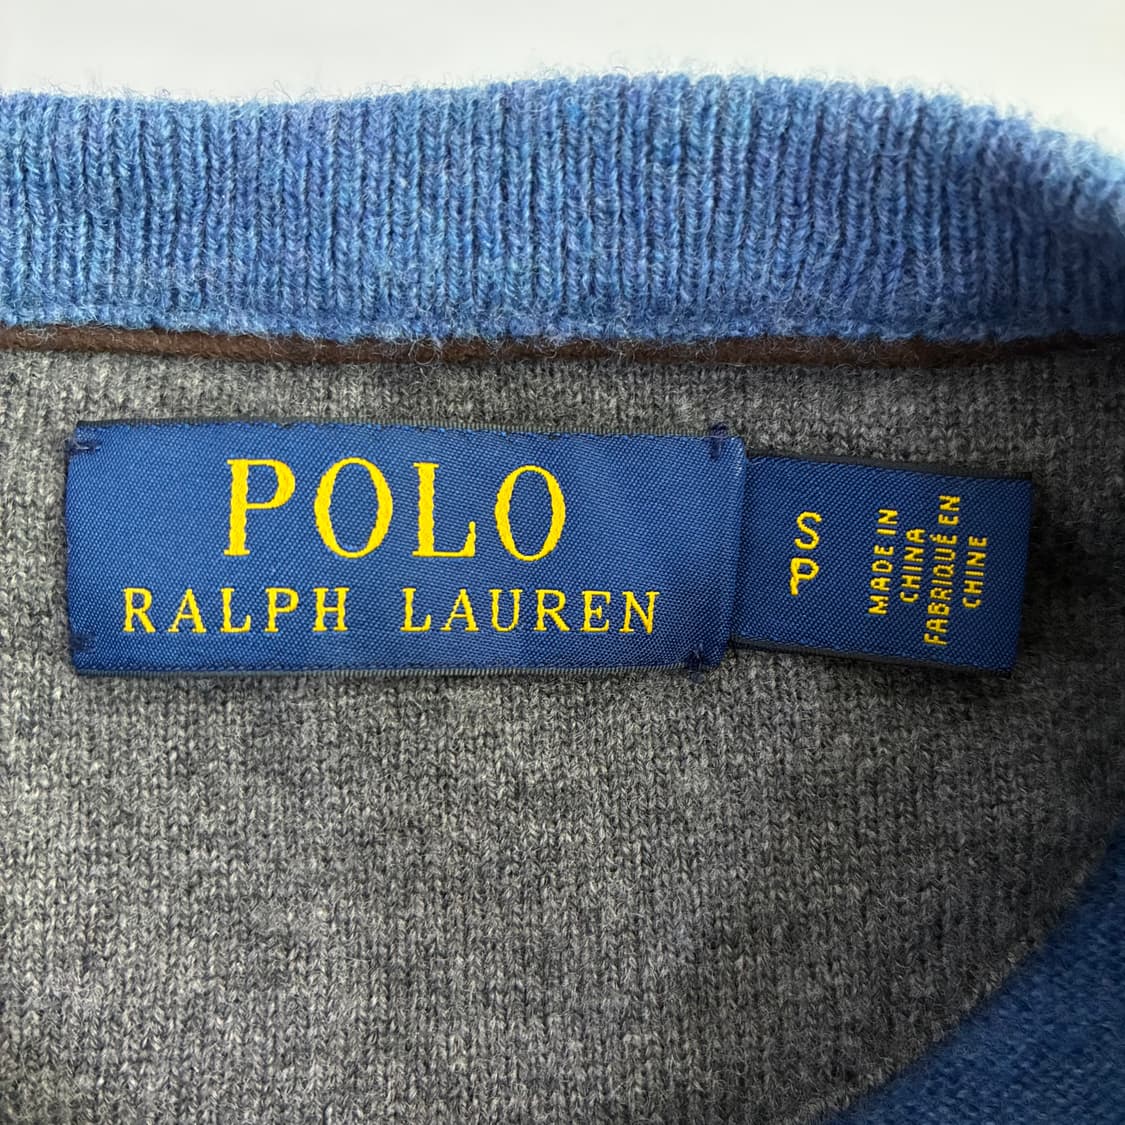 POLO
RALPH LAUREN
S
P
MADE IN
CHINA
FABRIQUÉ EN
CHINE